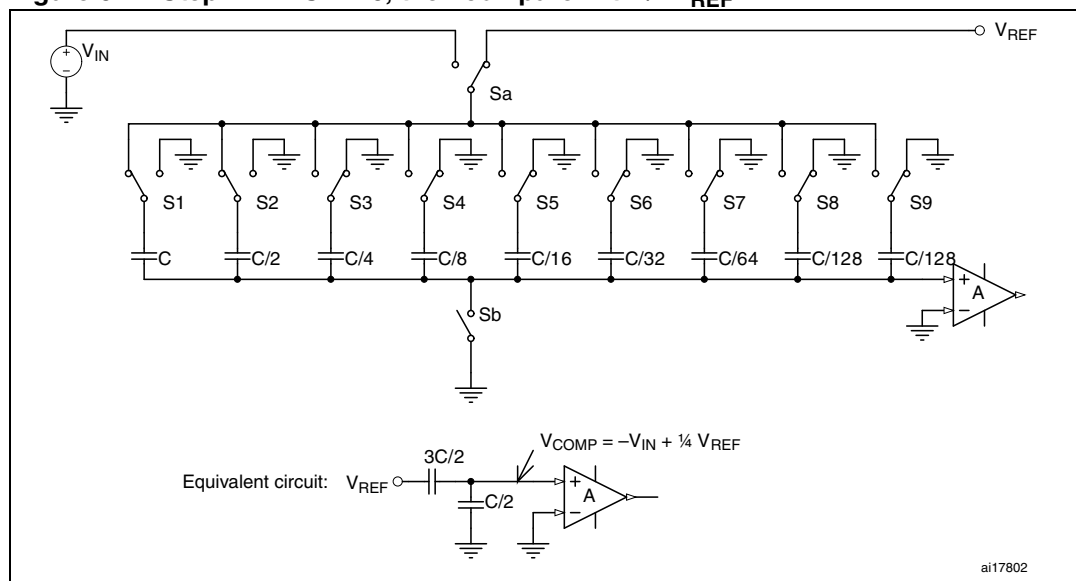 V_IN
V_REF
Sa
S1 S2 S3 S4 S5 S6 S7 S8 S9
C C/2 C/4 C/8 C/16 C/32 C/64 C/128 C/128
+
A
−
Sb
V_COMP = –V_IN + ¼ V_REF
3C/2
Equivalent circuit: V_REF
+
A
−
C/2
ai17802